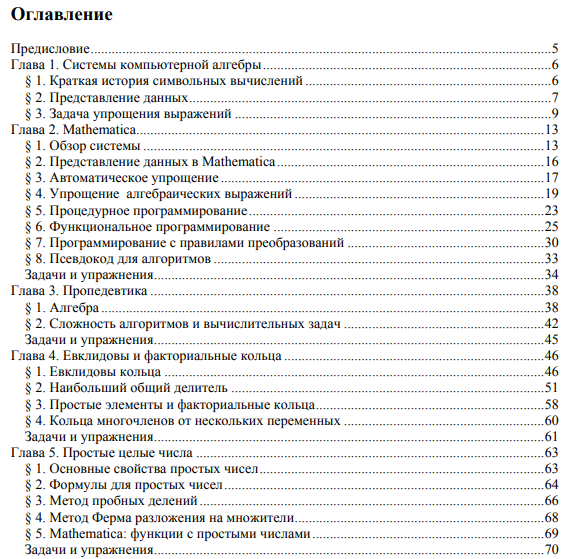 Оглавление
Предисловие.....5
Глава 1. Системы компьютерной алгебры.....6
§ 1. Краткая история символьных вычислений.....6
§ 2. Представление данных.....7
§ 3. Задача упрощения выражений.....9
Глава 2. Mathematica.....13
§ 1. Обзор системы.....13
§ 2. Представление данных в Mathematica.....16
§ 3. Автоматическое упрощение.....17
§ 4. Упрощение алгебраических выражений.....19
§ 5. Процедурное программирование.....23
§ 6. Функциональное программирование.....25
§ 7. Программирование с правилами преобразований.....30
§ 8. Псевдокод для алгоритмов.....33
Задачи и упражнения.....34
Глава 3. Пропедевтика.....38
§ 1. Алгебра.....38
§ 2. Сложность алгоритмов и вычислительных задач.....42
Задачи и упражнения.....45
Глава 4. Евклидовы и факториальные кольца.....46
§ 1. Евклидовы кольца.....46
§ 2. Наибольший общий делитель.....51
§ 3. Простые элементы и факториальные кольца.....58
§ 4. Кольца многочленов от нескольких переменных.....60
Задачи и упражнения.....61
Глава 5. Простые целые числа.....63
§ 1. Основные свойства простых чисел.....63
§ 2. Формулы для простых чисел.....64
§ 3. Метод пробных делений.....66
§ 4. Метод Ферма разложения на множители.....68
§ 5. Mathematica: функции с простыми числами.....69
Задачи и упражнения.....70